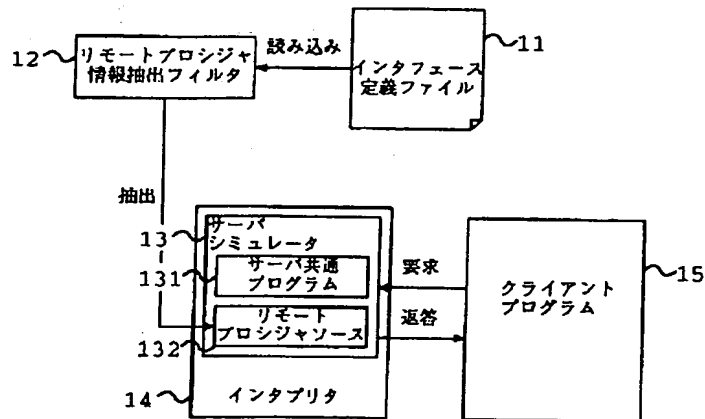 12
リモートプロシジャ
情報抽出フィルタ
読み込み
インタフェース
定義ファイル
11
抽出
13
サーバ
シミュレータ
131
サーバ共通
プログラム
要求
クライアント
プログラム
15
132
リモート
プロシジャソース
返答
14
インタプリタ